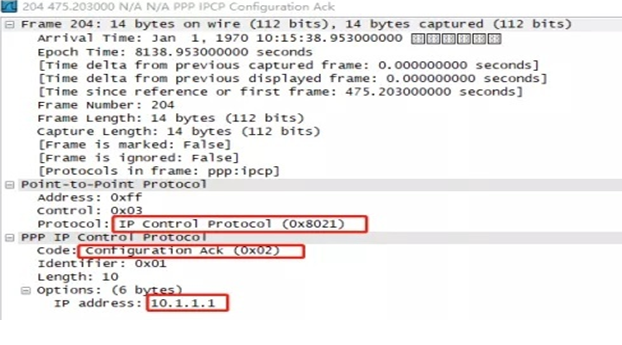 204 475.203000 N/A N/A PPP IPCP Configuration Ack
Frame 204: 14 bytes on wire (112 bits), 14 bytes captured (112 bits)
Arrival Time: Jan 1, 1970 10:15:38.953000000
Epoch Time: 8138.953000000 seconds
[Time delta from previous captured frame: 0.000000000 seconds]
[Time delta from previous displayed frame: 0.000000000 seconds]
[Time since reference or first frame: 475.203000000 seconds]
Frame Number: 204
Frame Length: 14 bytes (112 bits)
Capture Length: 14 bytes (112 bits)
[Frame is marked: False]
[Frame is ignored: False]
[Protocols in frame: ppp:ipcp]
Point-to-Point Protocol
Address: 0xff
Control: 0x03
Protocol: IP Control Protocol (0x8021)
PPP IP Control Protocol
Code: Configuration Ack (0x02)
Identifier: 0x01
Length: 10
Options: (6 bytes)
IP address: 10.1.1.1